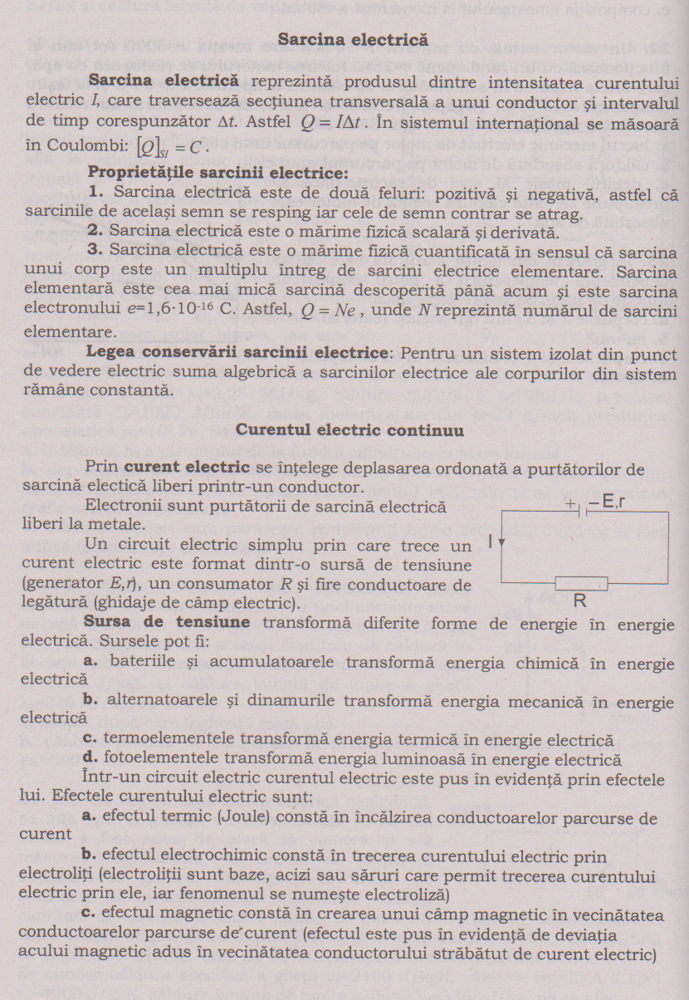 Sarcina electrică
Sarcina electrică reprezintă produsul dintre intensitatea curentului
electric I, care traversează secţiunea transversală a unui conductor şi intervalul
de timp corespunzător Δt. Astfel Q = IΔt. În sistemul internaţional se măsoară
în Coulombi: [Q]SI = C.
Proprietăţile sarcinii electrice:
1. Sarcina electrică este de două feluri: pozitivă şi negativă, astfel că
sarcinile de acelaşi semn se resping iar cele de semn contrar se atrag.
2. Sarcina electrică este o mărime fizică scalară şi derivată.
3. Sarcina electrică este o mărime fizică cuantificată în sensul că sarcina
unui corp este un multiplu întreg de sarcini electrice elementare. Sarcina
elementară este cea mai mică sarcină descoperită până acum şi este sarcina
electronului e=1,6·10-16 C. Astfel, Q = Ne, unde N reprezintă numărul de sarcini
elementare.
Legea conservării sarcinii electrice: Pentru un sistem izolat din punct
de vedere electric suma algebrică a sarcinilor electrice ale corpurilor din sistem
rămâne constantă.
Curentul electric continuu
Prin curent electric se înţelege deplasarea ordonată a purtătorilor de
sarcină electică liberi printr-un conductor.
Electronii sunt purtătorii de sarcină electrică
liberi la metale.
Un circuit electric simplu prin care trece un
curent electric este format dintr-o sursă de tensiune
(generator E,r), un consumator R şi fire conductoare de
legătură (ghidaje de câmp electric).
+ – E,r
I
R
Sursa de tensiune transformă diferite forme de energie în energie
electrică. Sursele pot fi:
a. bateriile şi acumulatoarele transformă energia chimică în energie
electrică
b. alternatoarele şi dinamurile transformă energia mecanică în energie
electrică
c. termoelementele transformă energia termică în energie electrică
d. fotoelementele transformă energia luminoasă în energie electrică
Într-un circuit electric curentul electric este pus în evidenţă prin efectele
lui. Efectele curentului electric sunt:
a. efectul termic (Joule) constă în încălzirea conductoarelor parcurse de
curent
b. efectul electrochimic constă în trecerea curentului electric prin
electroliţi (electroliţii sunt baze, acizi sau săruri care permit trecerea curentului
electric prin ele, iar fenomenul se numeşte electroliză)
c. efectul magnetic constă în crearea unui câmp magnetic în vecinătatea
conductoarelor parcurse de curent (efectul este pus în evidenţă de deviaţia
acului magnetic adus în vecinătatea conductorului străbătut de curent electric)